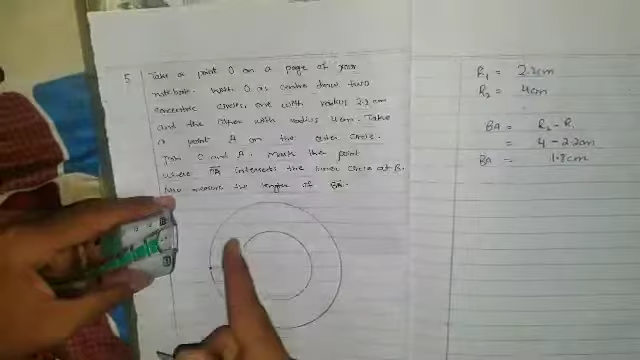 5 Take a point O on a page of your
notebook. With O as centre draw two
concentric circles, one with radius 2.2 cm
and the other with radius 4 cm. Take
a point A on the outer circle.
Join O and A. Mark the point
where OA intersects the inner circle at B.
Also measure the length of BA.
R₁ = 2.2cm
R₂ = 4cm
BA = R₂ - R₁
= 4 - 2.2cm
BA = 1.8cm